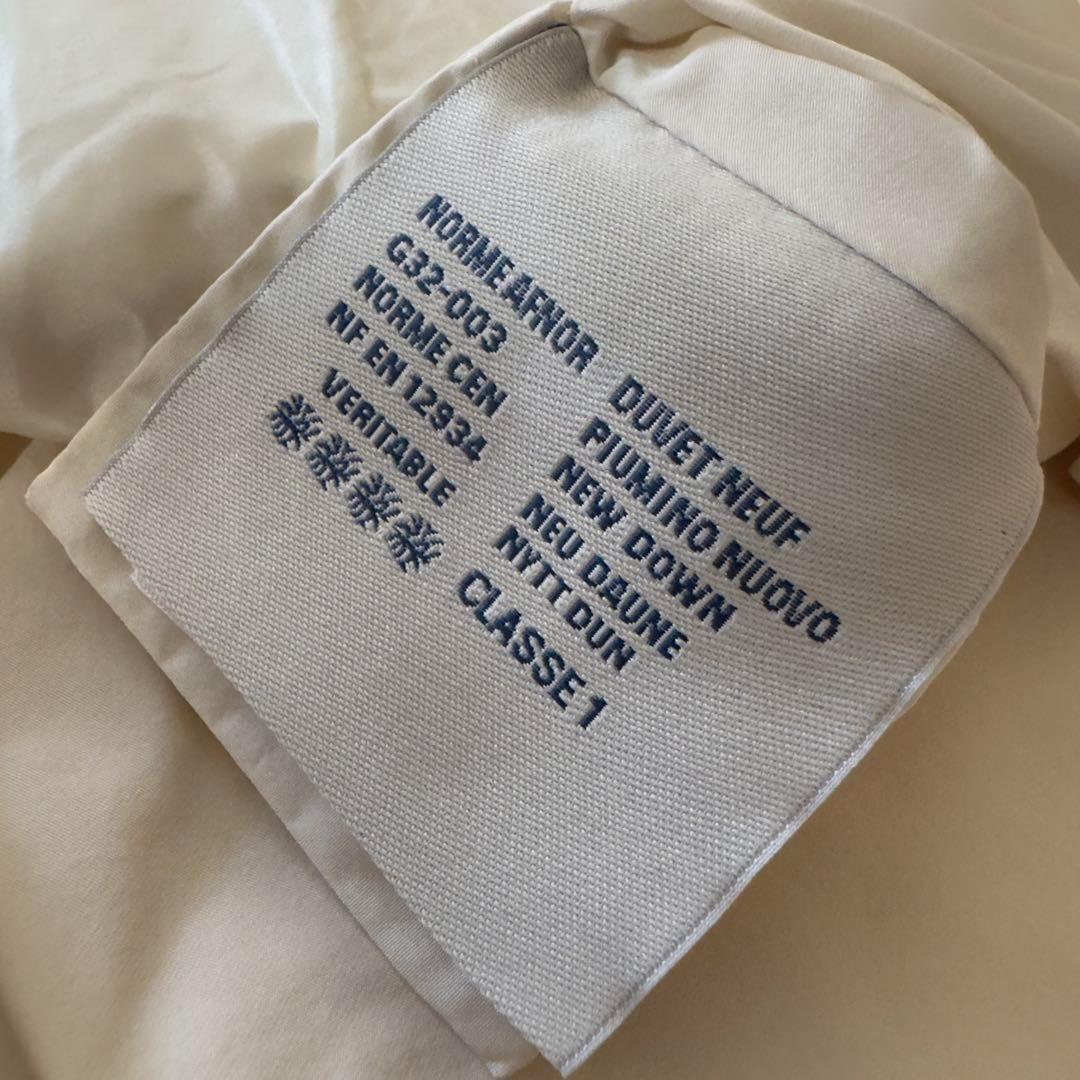 NORME AFNOR
G32-003
NORME CEN
NF EN 12934
VERITABLE
DUVET NEUF
PIUMINO NUOVO
NEW DOWN
NEU DAUNE
NYTT DUN
CLASSE 1